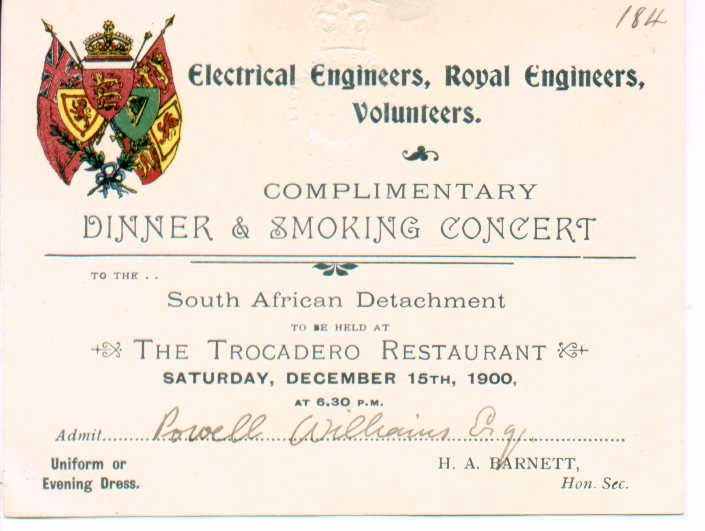 184
Electrical Engineers, Royal Engineers,
Volunteers.
COMPLIMENTARY
DINNER & SMOKING CONCERT
TO THE . .
South African Detachment
TO BE HELD AT
THE TROCADERO RESTAURANT
SATURDAY, DECEMBER 15TH, 1900,
AT 6.30 P.M.
Admit Powell Williams Esq.
Uniform or
Evening Dress.
H. A. BARNETT,
Hon. Sec.